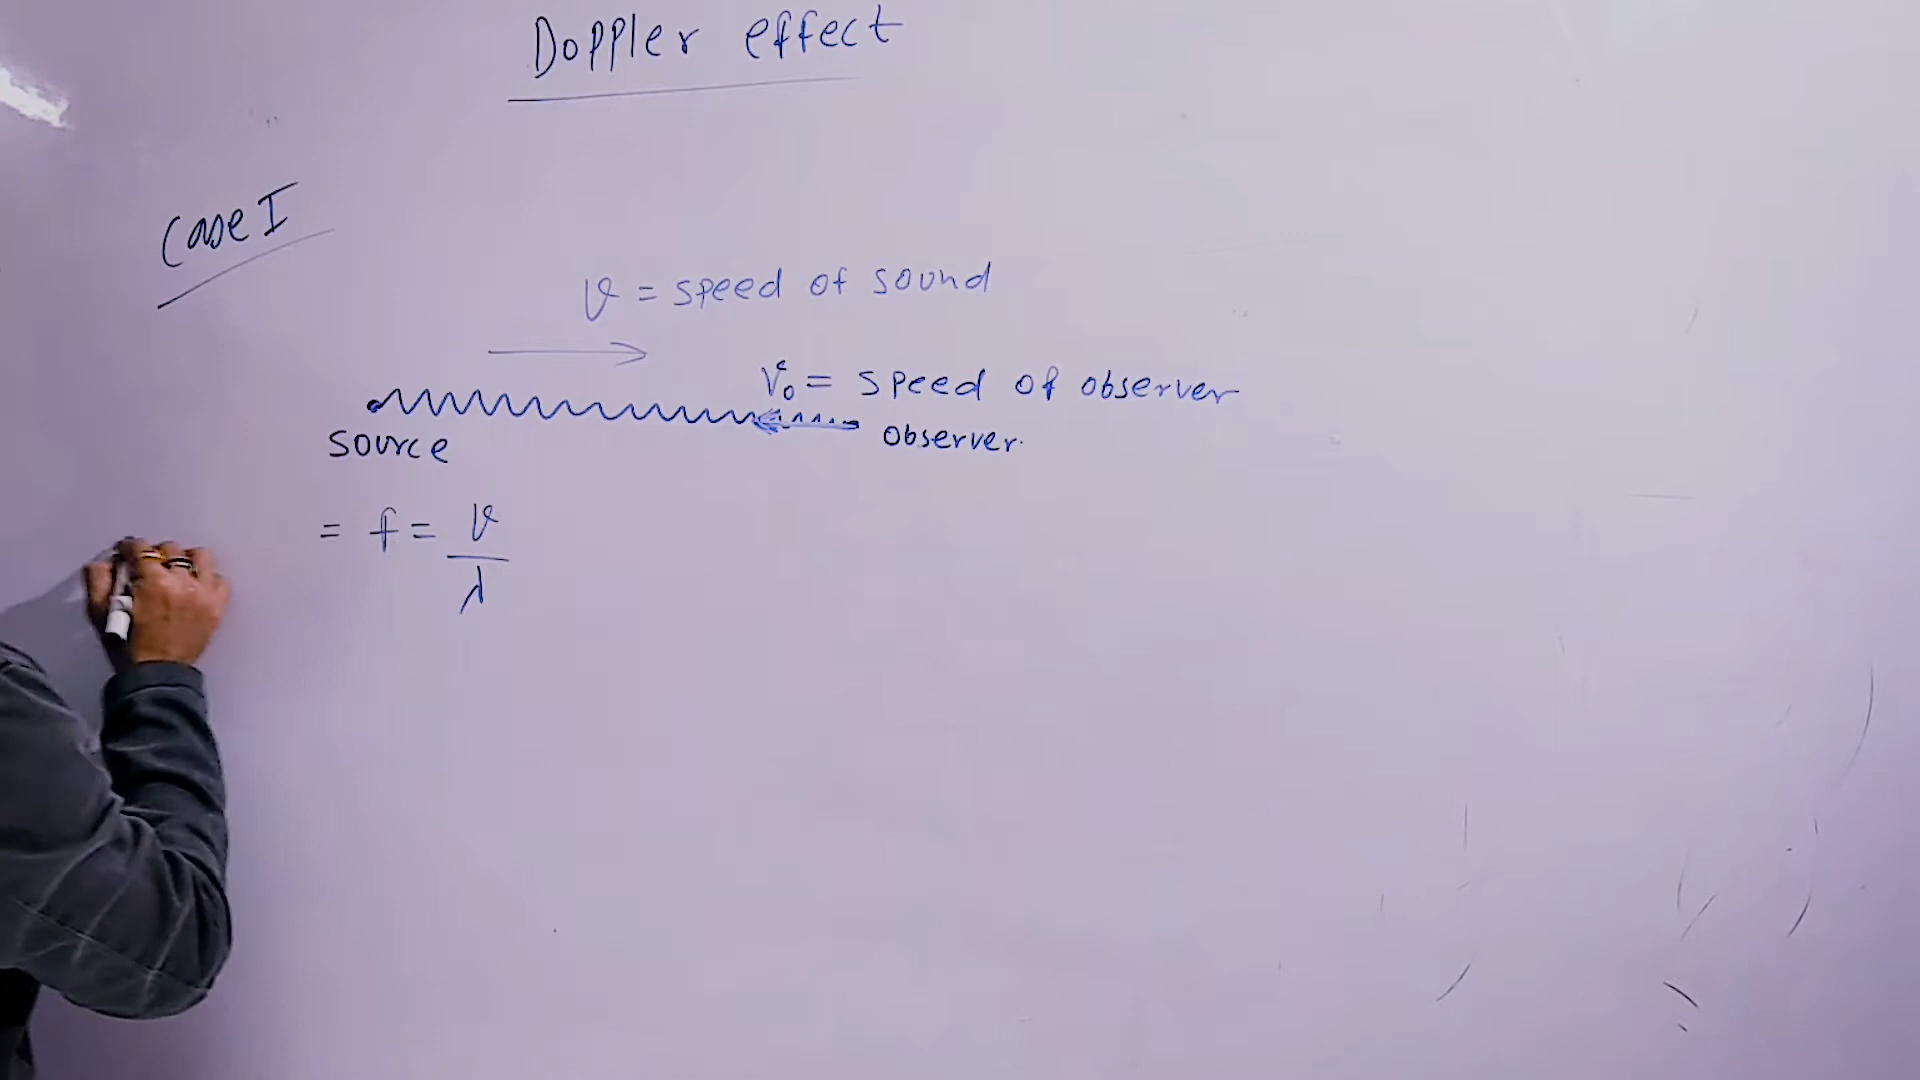 Doppler effect
Case I
v = speed of sound
v₀ = speed of observer
source
observer.
= f = v
λ